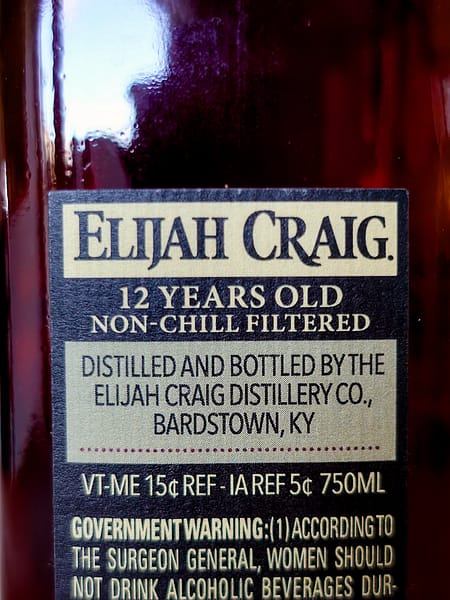 ELIJAH CRAIG.
12 YEARS OLD
NON-CHILL FILTERED
DISTILLED AND BOTTLED BY THE
ELIJAH CRAIG DISTILLERY CO.,
BARDSTOWN, KY
VT-ME 15¢ REF - IA REF 5¢ 750ML
GOVERNMENT WARNING: (1) ACCORDING TO
THE SURGEON GENERAL, WOMEN SHOULD
NOT DRINK ALCOHOLIC BEVERAGES DUR-